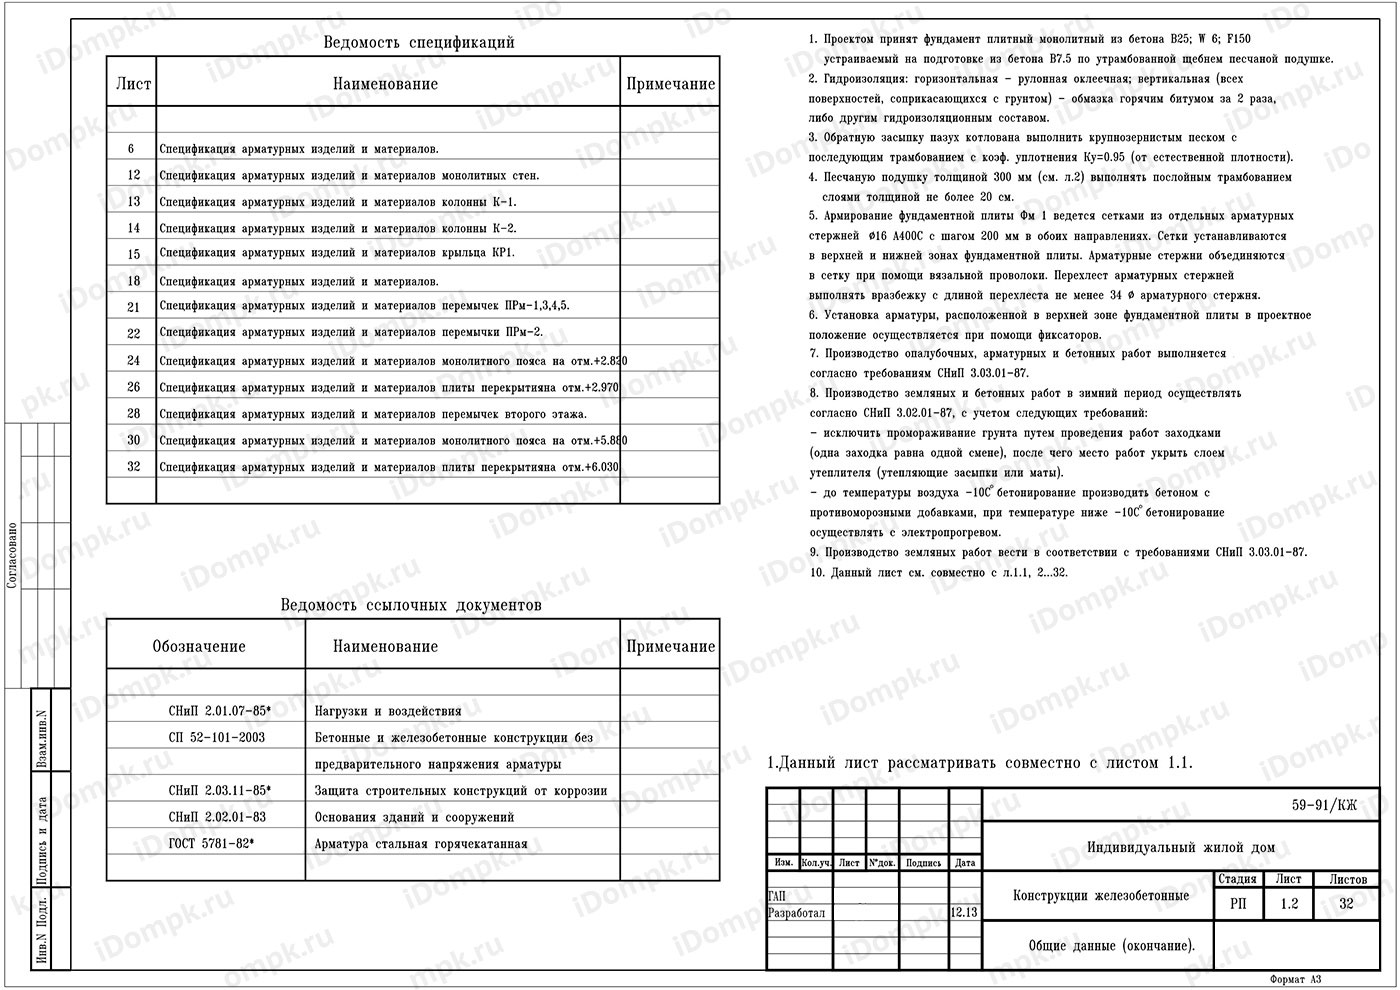 Ведомость спецификаций
Лист Наименование Примечание
6 Спецификация арматурных изделий и материалов.
12 Спецификация арматурных изделий и материалов монолитных стен.
13 Спецификация арматурных изделий и материалов колонны К-1.
14 Спецификация арматурных изделий и материалов колонны К-2.
15 Спецификация арматурных изделий и материалов крыльца КР1.
18 Спецификация арматурных изделий и материалов.
21 Спецификация арматурных изделий и материалов перемычек ПРм-1,3,4,5.
22 Спецификация арматурных изделий и материалов перемычки ПРм-2.
24 Спецификация арматурных изделий и материалов монолитного пояса на отм.+2.820
26 Спецификация арматурных изделий и материалов плиты перекрытияна отм.+2.970
28 Спецификация арматурных изделий и материалов перемычек второго этажа.
30 Спецификация арматурных изделий и материалов монолитного пояса на отм.+5.880
32 Спецификация арматурных изделий и материалов плиты перекрытияна отм.+6.030
Ведомость ссылочных документов
Обозначение Наименование Примечание
СНиП 2.01.07-85* Нагрузки и воздействия
СП 52-101-2003 Бетонные и железобетонные конструкции без
предварительного напряжения арматуры
СНиП 2.03.11-85* Защита строительных конструкций от коррозии
СНиП 2.02.01-83 Основания зданий и сооружений
ГОСТ 5781-82* Арматура стальная горячекатанная
1. Проектом принят фундамент плитный монолитный из бетона В25; W 6; F150
устраиваемый на подготовке из бетона В7.5 по утрамбованной щебнем песчаной подушке.
2. Гидроизоляция: горизонтальная - рулонная оклеечная; вертикальная (всех
поверхностей, соприкасающихся с грунтом) - обмазка горячим битумом за 2 раза,
либо другим гидроизоляционным составом.
3. Обратную засыпку пазух котлована выполнить крупнозернистым песком с
последующим трамбованием с коэф. уплотнения Ку=0.95 (от естественной плотности).
4. Песчаную подушку толщиной 300 мм (см. л.2) выполнять послойным трамбованием
слоями толщиной не более 20 см.
5. Армирование фундаментной плиты Фм 1 ведется сетками из отдельных арматурных
стержней ø16 А400С с шагом 200 мм в обоих направлениях. Сетки устанавливаются
в верхней и нижней зонах фундаментной плиты. Арматурные стержни объединяются
в сетку при помощи вязальной проволоки. Перехлест арматурных стержней
выполнять вразбежку с длиной перехлеста не менее 34 ø арматурного стержня.
6. Установка арматуры, расположенной в верхней зоне фундаментной плиты в проектное
положение осуществляется при помощи фиксаторов.
7. Производство опалубочных, арматурных и бетонных работ выполняется
согласно требованиям СНиП 3.03.01-87.
8. Производство земляных и бетонных работ в зимний период осуществлять
согласно СНиП 3.02.01-87, с учетом следующих требований:
- исключить промораживание грунта путем проведения работ заходками
(одна заходка равна одной смене), после чего место работ укрыть слоем
утеплителя (утепляющие засыпки или маты).
- до температуры воздуха -10С° бетонирование производить бетоном с
противоморозными добавками, при температуре ниже -10С° бетонирование
осуществлять с электропрогревом.
9. Производство земляных работ вести в соответствии с требованиями СНиП 3.03.01-87.
10. Данный лист см. совместно с л.1.1, 2...32.
1.Данный лист рассматривать совместно с листом 1.1.
59-91/КЖ
Индивидуальный жилой дом
Изм. Кол.уч. Лист N°док. Подпись Дата
Конструкции железобетонные
Стадия Лист Листов
РП 1.2 32
ГАП
Разработал 12.13
Общие данные (окончание).
Формат А3
Согласовано
Взам.инв.N
Подпись и дата
Инв.N Подл.
iDompk.ru